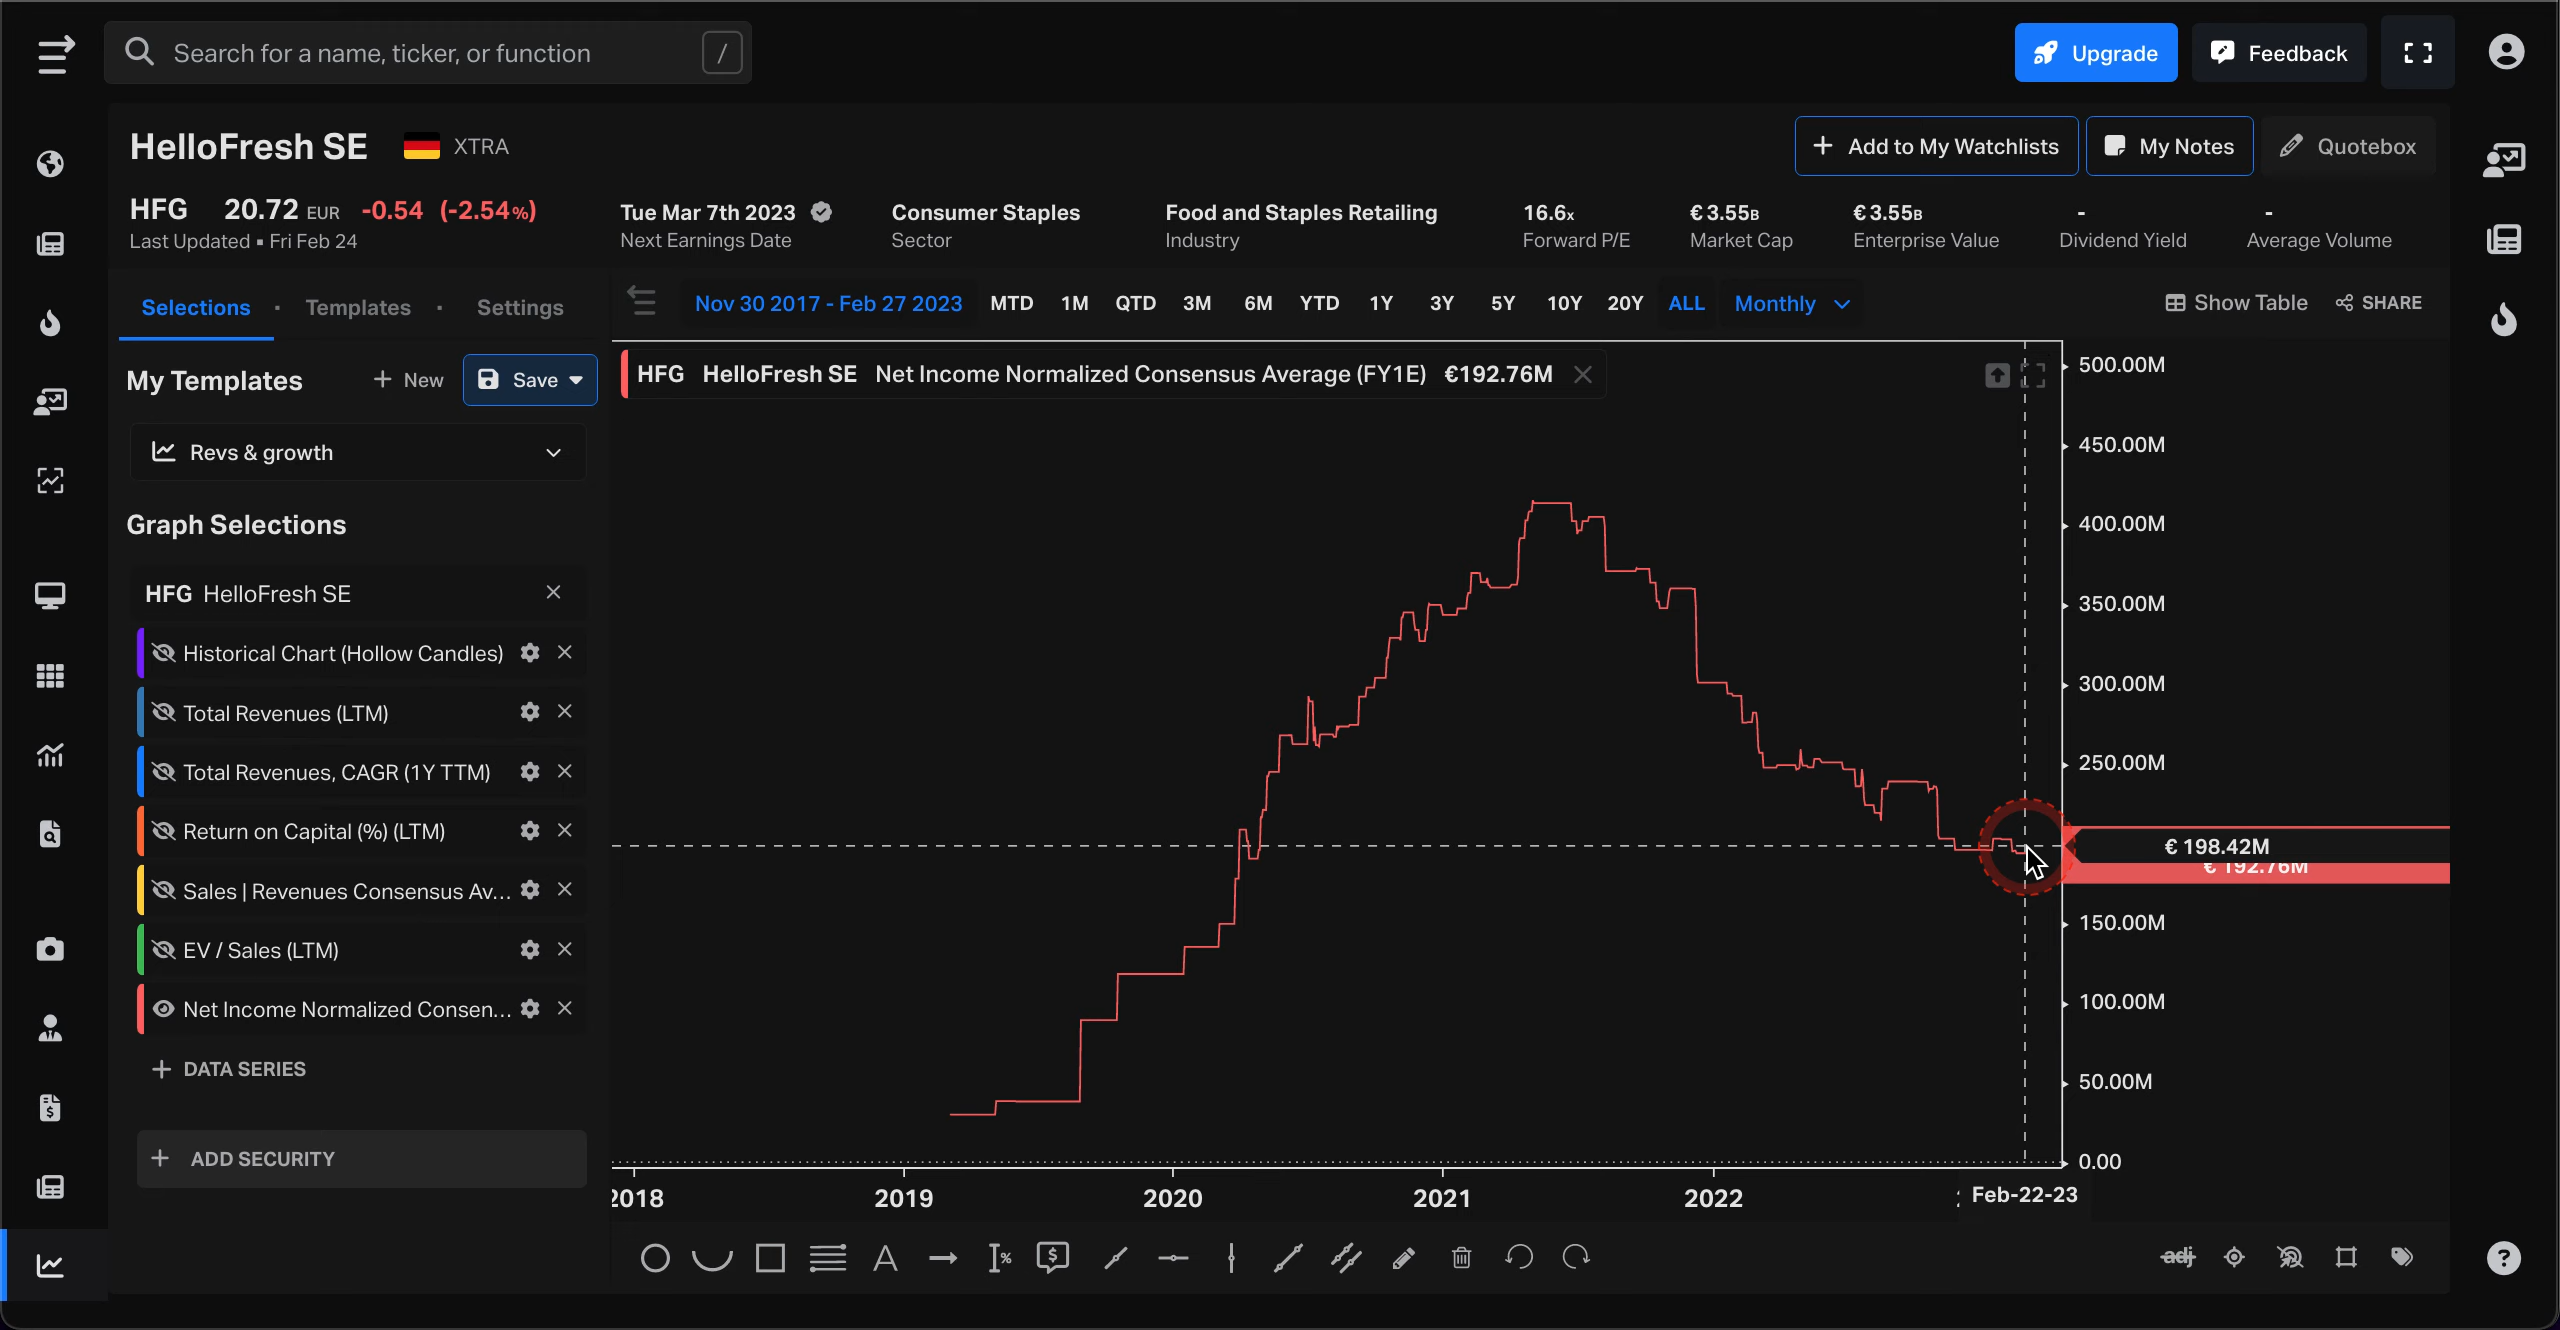 Search for a name, ticker, or function /
Upgrade
Feedback
HelloFresh SE XTRA
+ Add to My Watchlists
My Notes
Quotebox
HFG 20.72 EUR -0.54 (-2.54%)
Last Updated ▪ Fri Feb 24
Tue Mar 7th 2023
Next Earnings Date
Consumer Staples
Sector
Food and Staples Retailing
Industry
16.6x
Forward P/E
€ 3.55B
Market Cap
€ 3.55B
Enterprise Value
-
Dividend Yield
-
Average Volume
Selections · Templates · Settings
Nov 30 2017 - Feb 27 2023 MTD 1M QTD 3M 6M YTD 1Y 3Y 5Y 10Y 20Y ALL Monthly
Show Table SHARE
My Templates + New Save
Revs & growth
Graph Selections
HFG HelloFresh SE
Historical Chart (Hollow Candles)
Total Revenues (LTM)
Total Revenues, CAGR (1Y TTM)
Return on Capital (%) (LTM)
Sales | Revenues Consensus Av...
EV / Sales (LTM)
Net Income Normalized Consen...
+ DATA SERIES
+ ADD SECURITY
HFG HelloFresh SE Net Income Normalized Consensus Average (FY1E) €192.76M
500.00M
450.00M
400.00M
350.00M
300.00M
250.00M
€ 198.42M
€ 192.76M
150.00M
100.00M
50.00M
0.00
2018 2019 2020 2021 2022 Feb-22-23
A % $ adj ?